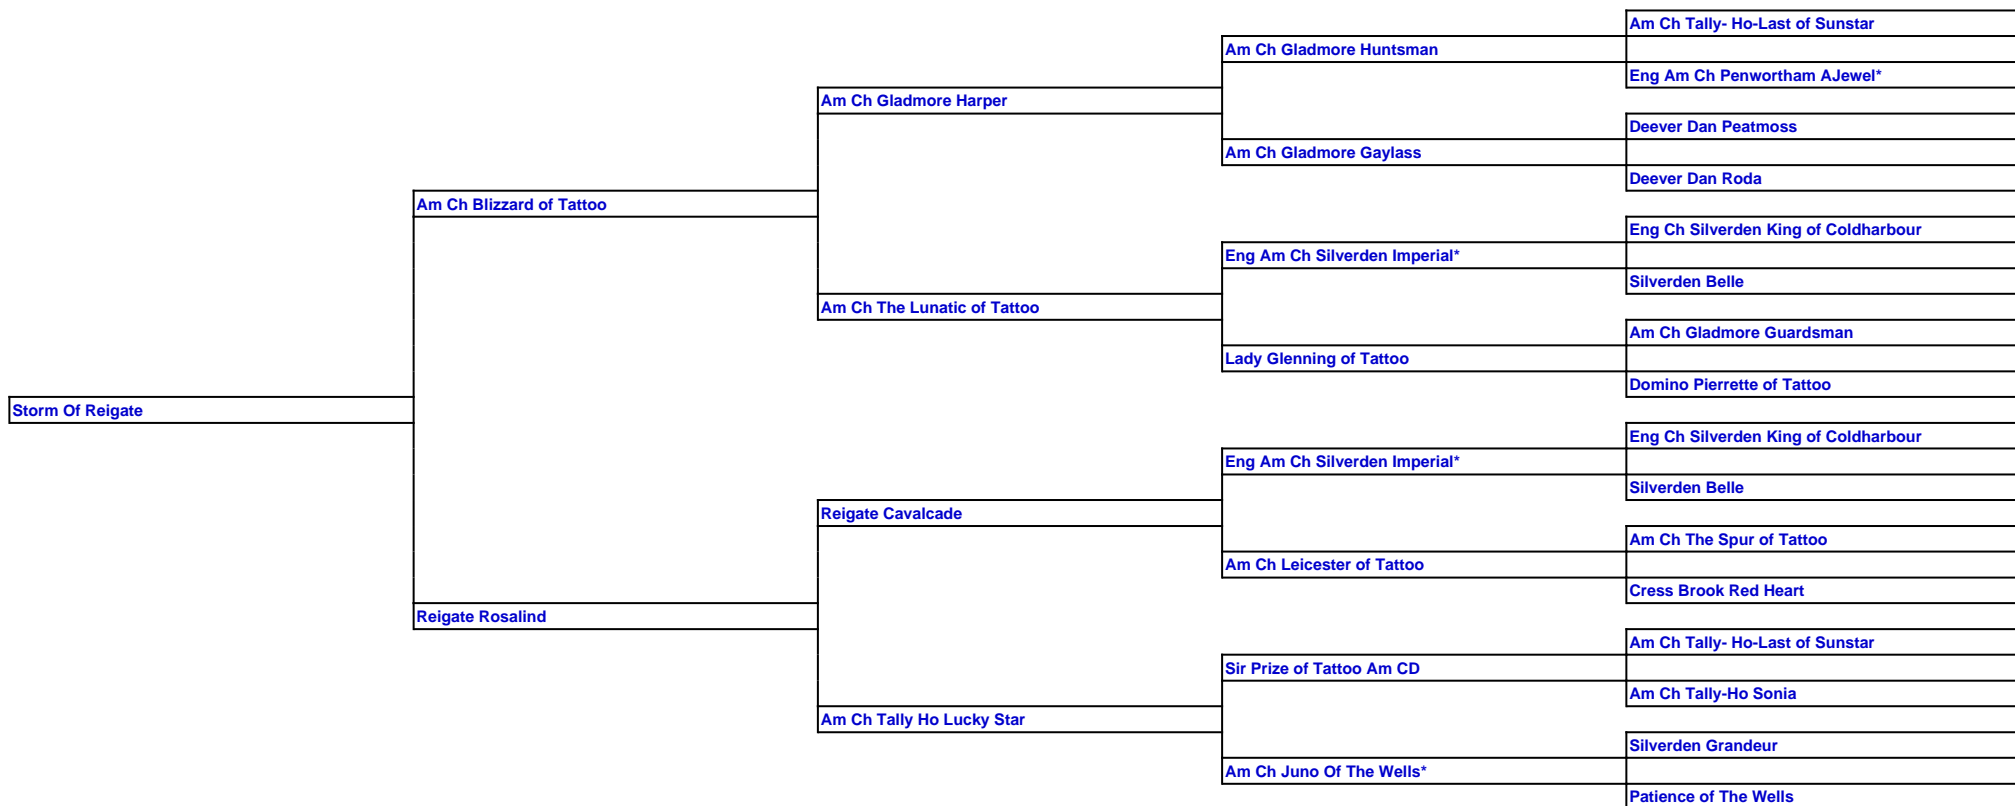 Am Ch Tally- Ho-Last of Sunstar
Am Ch Gladmore Huntsman
Eng Am Ch Penwortham AJewel*
Am Ch Gladmore Harper
Deever Dan Peatmoss
Am Ch Gladmore Gaylass
Deever Dan Roda
Am Ch Blizzard of Tattoo
Eng Ch Silverden King of Coldharbour
Eng Am Ch Silverden Imperial*
Silverden Belle
Am Ch The Lunatic of Tattoo
Am Ch Gladmore Guardsman
Lady Glenning of Tattoo
Domino Pierrette of Tattoo
Storm Of Reigate
Eng Ch Silverden King of Coldharbour
Eng Am Ch Silverden Imperial*
Silverden Belle
Reigate Cavalcade
Am Ch The Spur of Tattoo
Am Ch Leicester of Tattoo
Cress Brook Red Heart
Reigate Rosalind
Am Ch Tally- Ho-Last of Sunstar
Sir Prize of Tattoo Am CD
Am Ch Tally-Ho Sonia
Am Ch Tally Ho Lucky Star
Silverden Grandeur
Am Ch Juno Of The Wells*
Patience of The Wells